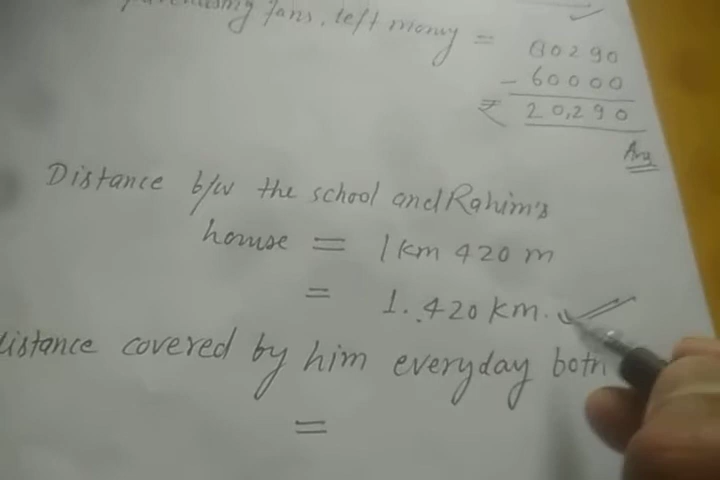 fans, left money = 80290
- 60000
₹ 20,290
Ans
Distance b/w the school and Rahim's
house = 1 km 420 m
= 1.420 km.
distance covered by him everyday both
=